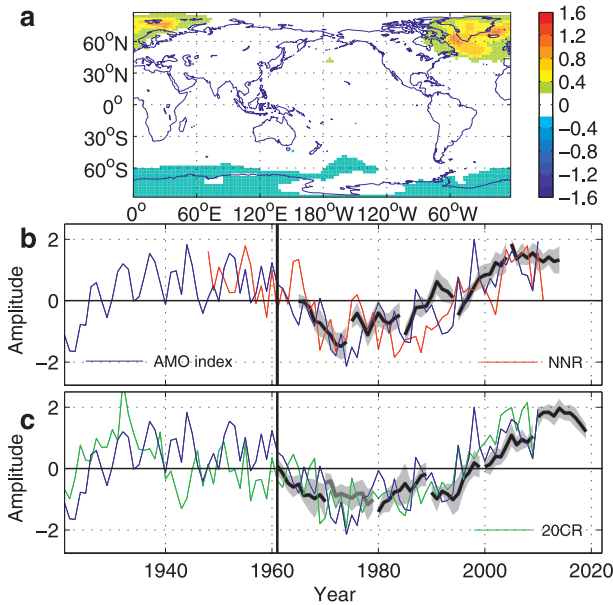 a
60°N
30°N
0°
30°S
60°S
0° 60°E 120°E 180°W 120°W 60°W
1.6
1.2
0.8
0.4
0
−0.4
−0.8
−1.2
−1.6
b
2
0
−2
Amplitude
AMO index
NNR
c
2
0
−2
Amplitude
20CR
1940 1960 1980 2000 2020
Year